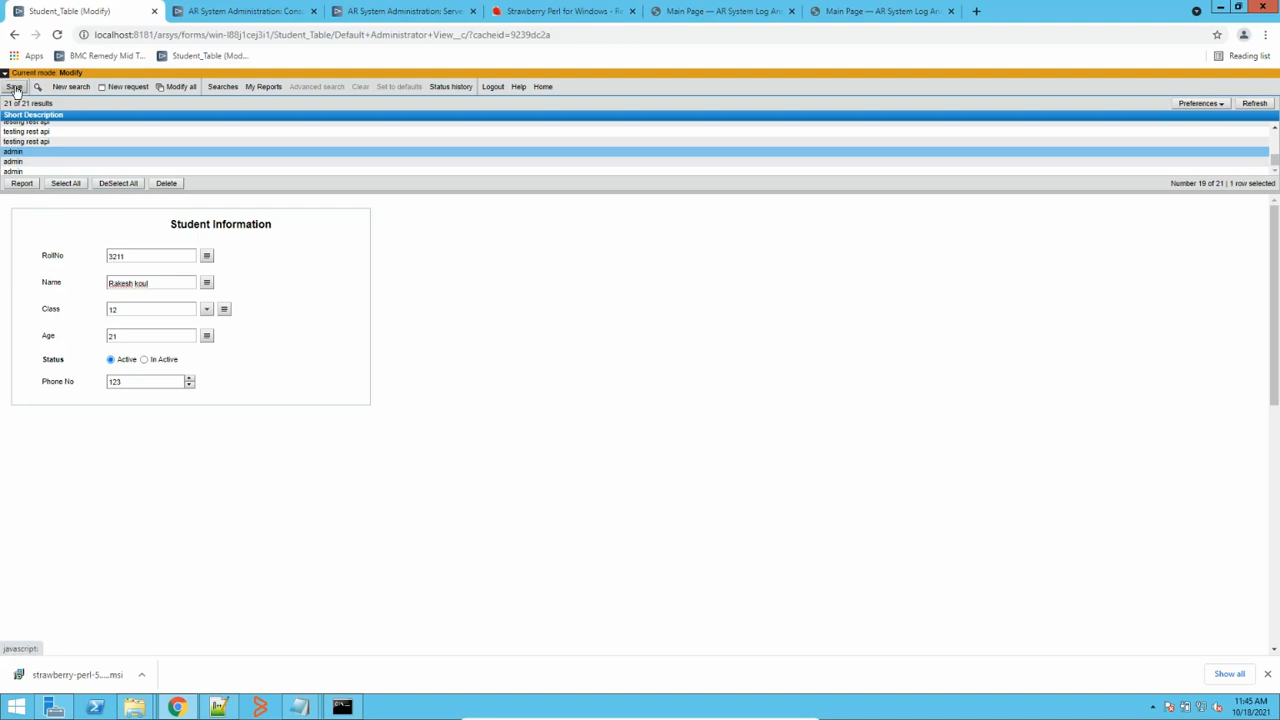 Student_Table (Modify)
AR System Administration: Cons
AR System Administration: Serve
Strawberry Perl for Windows - Re
Main Page — AR System Log An
Main Page — AR System Log An
localhost:8181/arsys/forms/win-l88j1cej3i1/Student_Table/Default+Administrator+View__c/?cacheid=9239dc2a
Apps
BMC Remedy Mid T...
Student_Table (Mod...
Reading list
Current mode: Modify
Save
New search
New request
Modify all
Searches
My Reports
Advanced search
Clear
Set to defaults
Status history
Logout
Help
Home
21 of 21 results
Preferences
Refresh
Short Description
testing rest api
testing rest api
testing rest api
admin
admin
admin
Report
Select All
DeSelect All
Delete
Number 19 of 21 | 1 row selected
Student Information
RollNo
3211
Name
Rakesh koul
Class
12
Age
21
Status
Active
In Active
Phone No
123
javascript:
strawberry-perl-5.....msi
Show all
11:45 AM
10/18/2021